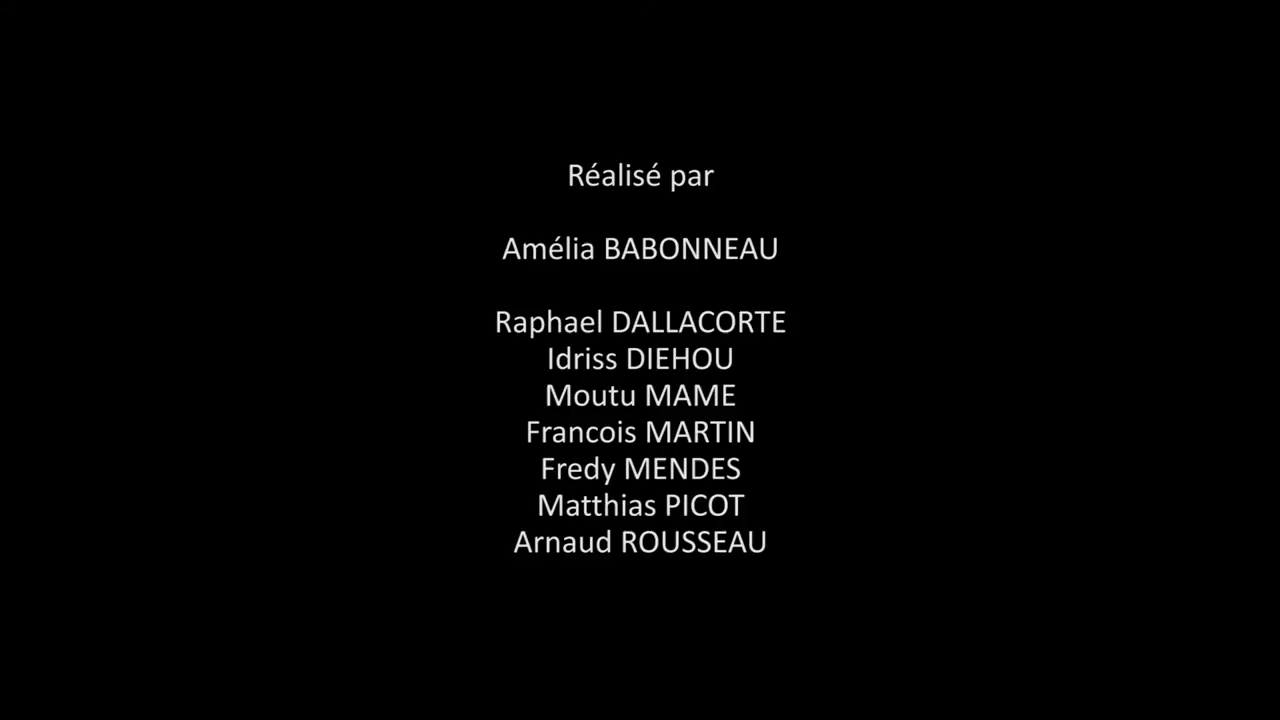 Réalisé par
Amélia BABONNEAU
Raphael DALLACORTE
Idriss DIEHOU
Moutu MAME
Francois MARTIN
Fredy MENDES
Matthias PICOT
Arnaud ROUSSEAU